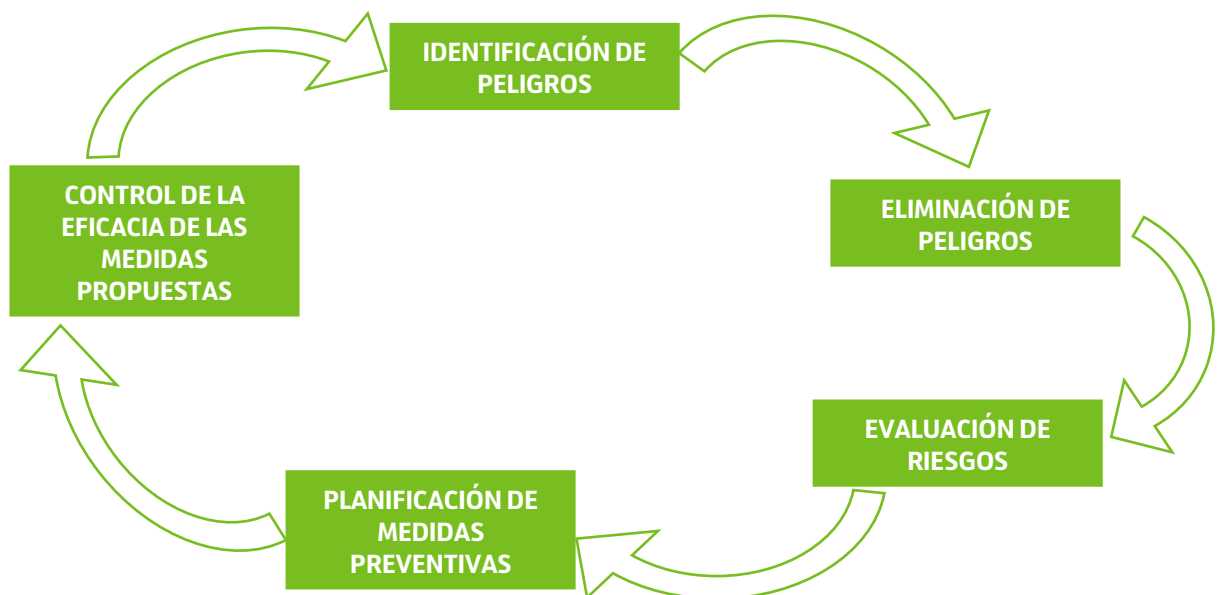 IDENTIFICACIÓN DE
PELIGROS
ELIMINACIÓN DE
PELIGROS
EVALUACIÓN DE
RIESGOS
PLANIFICACIÓN DE
MEDIDAS
PREVENTIVAS
CONTROL DE LA
EFICACIA DE LAS
MEDIDAS
PROPUESTAS